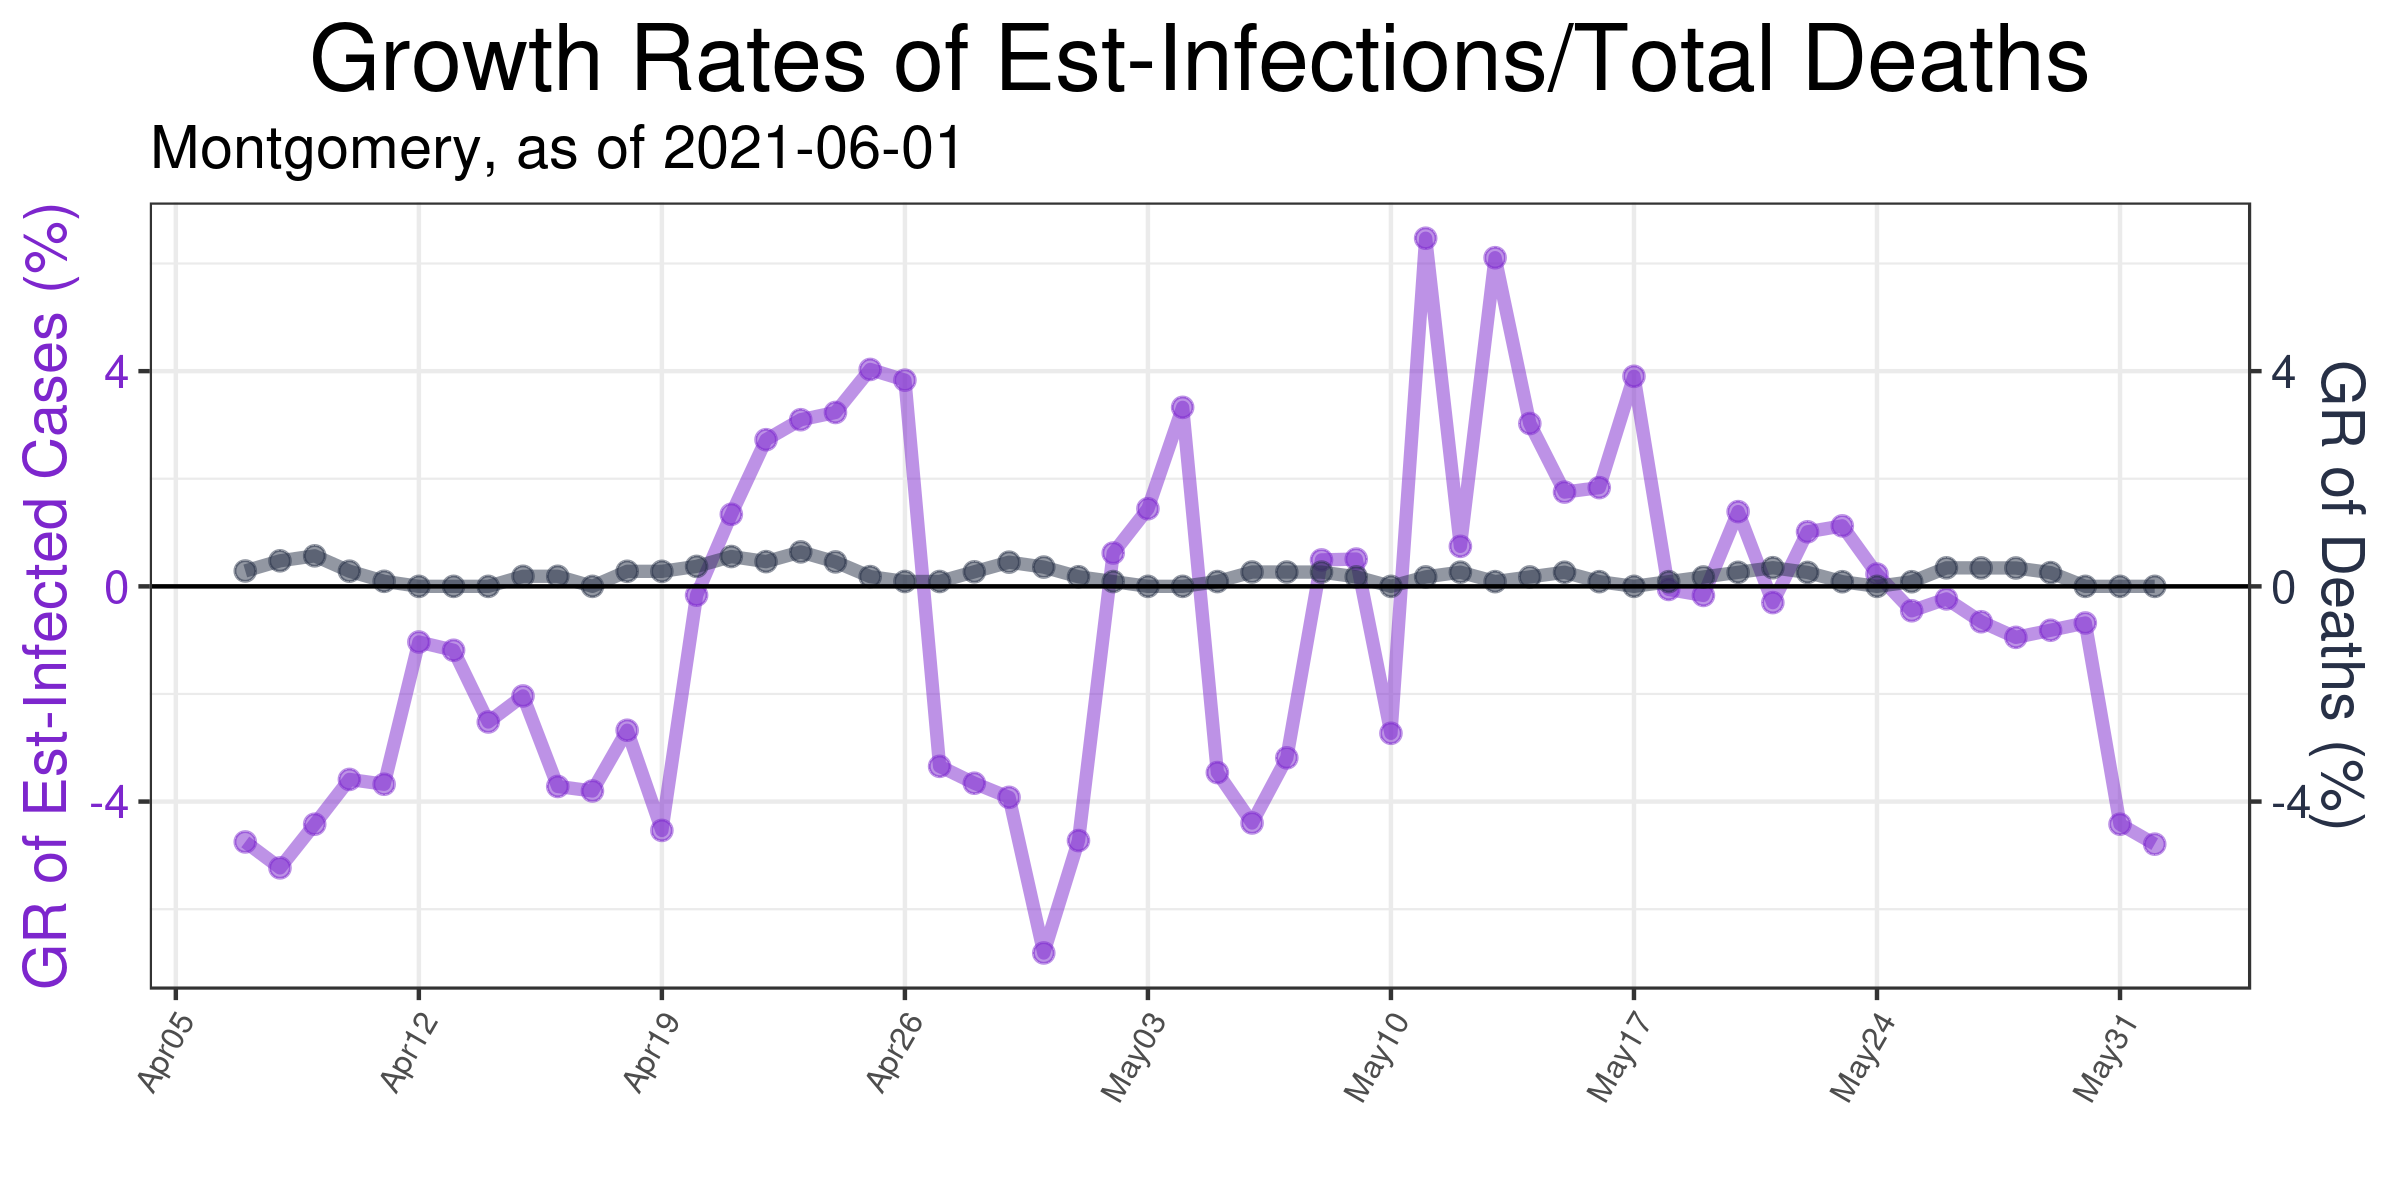 Growth Rates of Est-Infections/Total Deaths
Montgomery, as of 2021-06-01
GR of Est-Infected Cases (%)
4
0
-4
4
0
-4
GR of Deaths (%)
Apr05
Apr12
Apr19
Apr26
May03
May10
May17
May24
May31